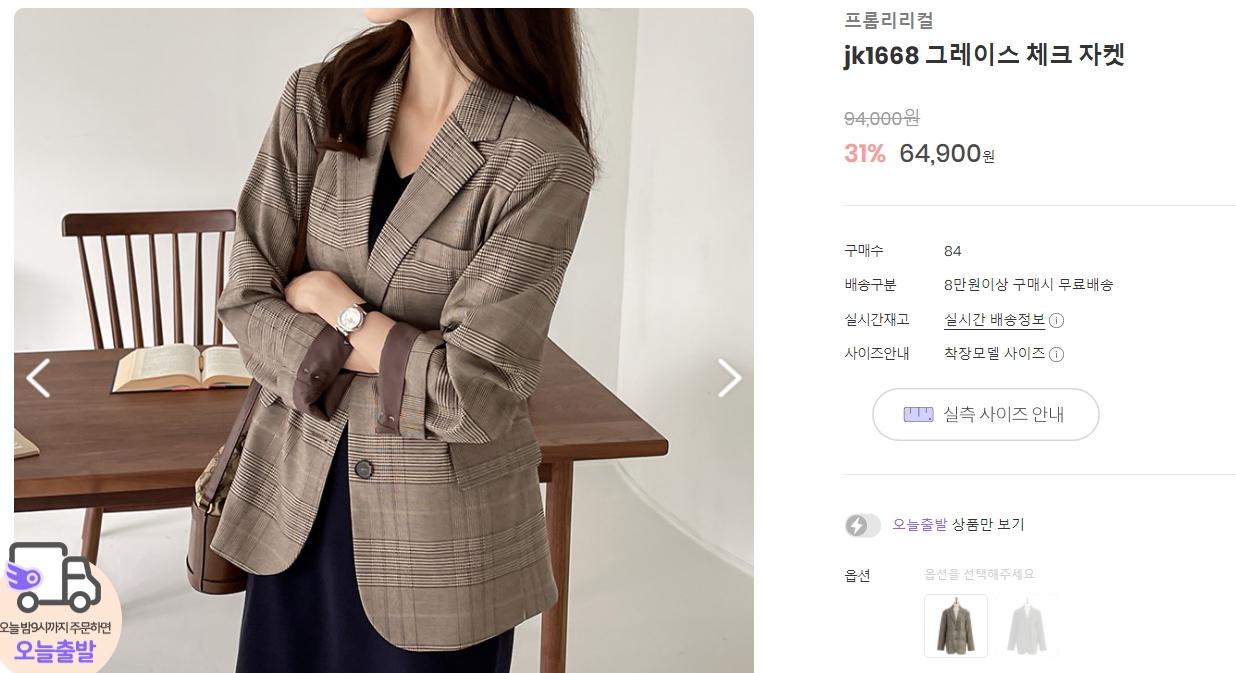 프롬리리컬
jk1668 그레이스 체크 자켓
94,000원
31% 64,900원
구매수 84
배송구분 8만원이상 구매시 무료배송
실시간재고 실시간 배송정보
사이즈안내 착장모델 사이즈
실측 사이즈 안내
오늘출발 상품만 보기
옵션 옵션을 선택해주세요
오늘 밤9시까지 주문하면
오늘출발